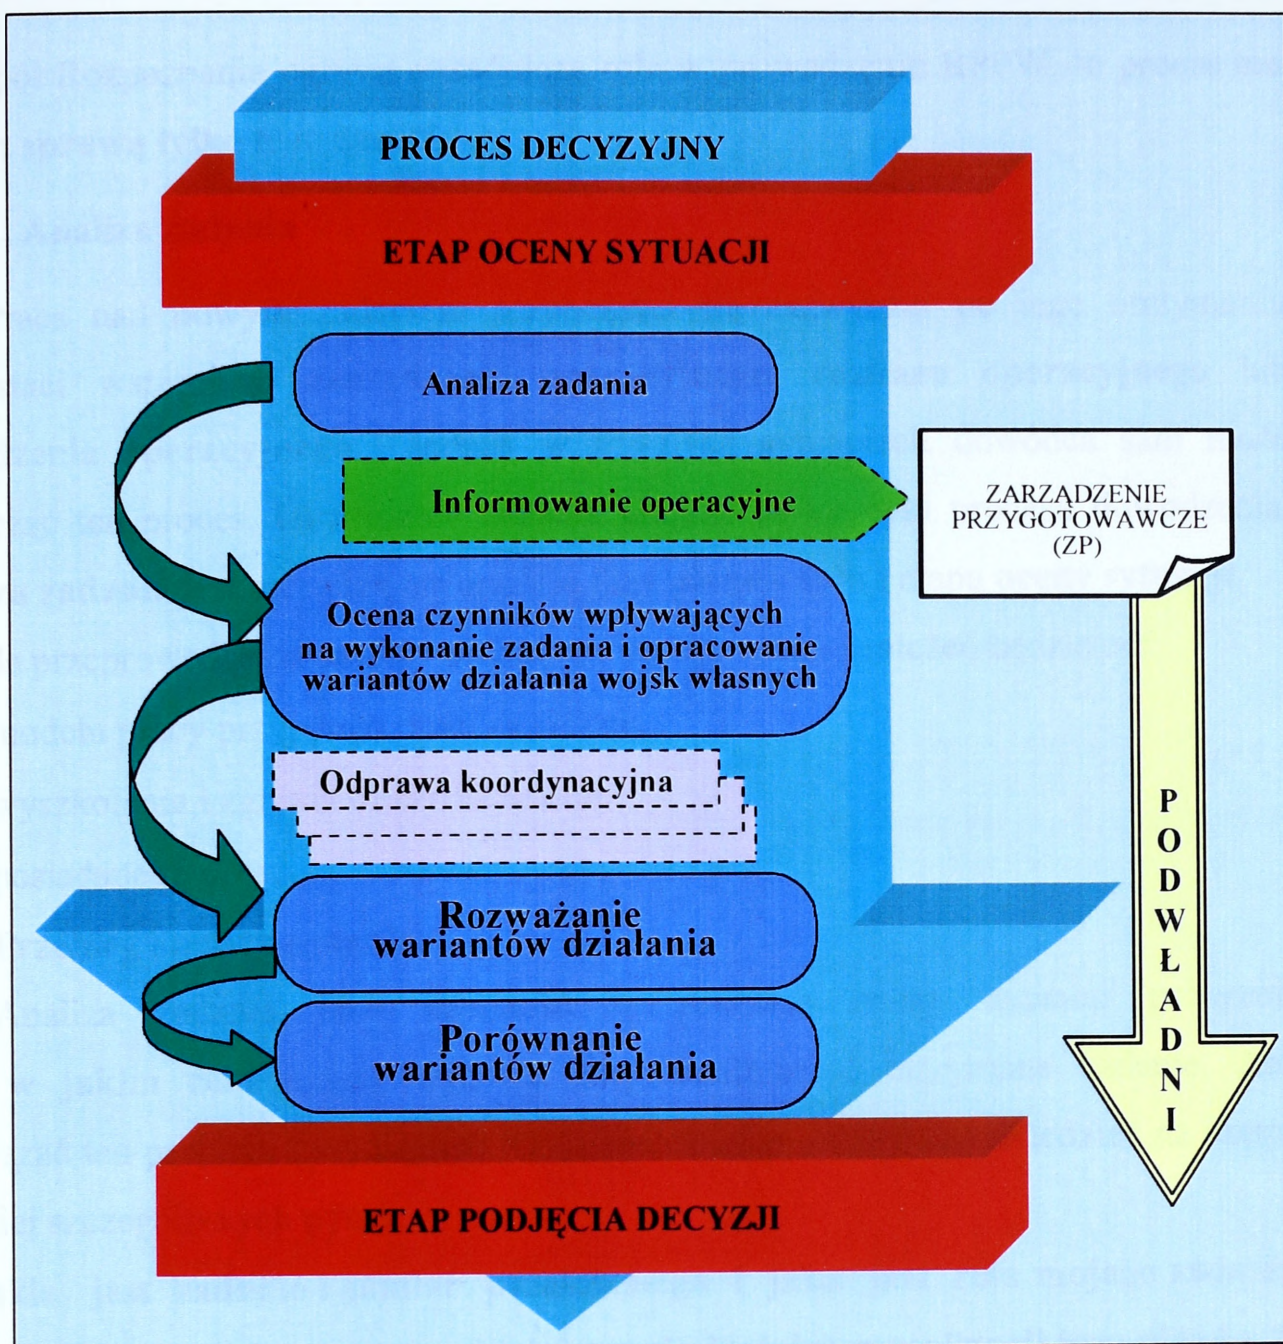 PROCES DECYZYJNY
ETAP OCENY SYTUACJI
Analiza zadania
Informowanie operacyjne
ZARZĄDZENIE
PRZYGOTOWAWCZE
(ZP)
Ocena czynników wpływających
na wykonanie zadania i opracowanie
wariantów działania wojsk własnych
Odprawa koordynacyjna
Rozważanie
wariantów działania
Porównanie
wariantów działania
PODWŁADNI
ETAP PODJĘCIA DECYZJI